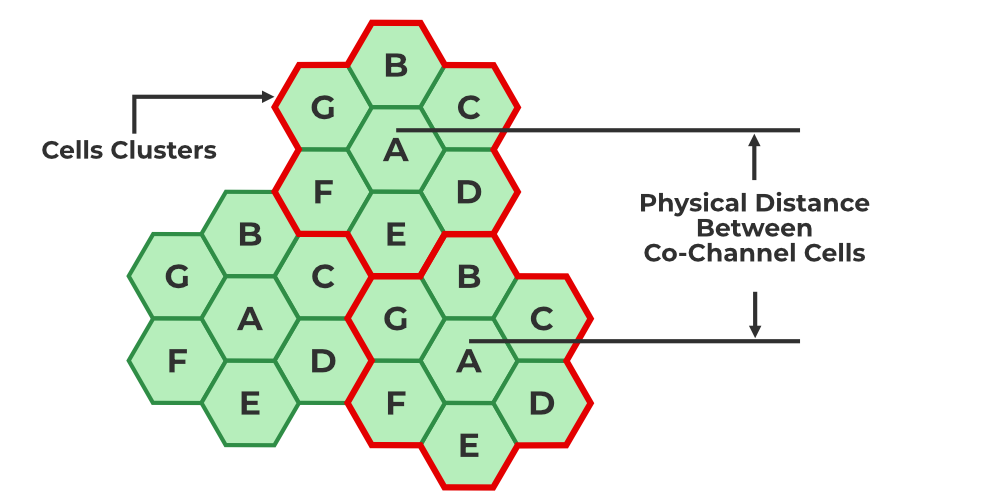 B
G
C
A
Cells Clusters
F
D
Physical Distance
Between
Co-Channel Cells
B
E
G
C
B
A
G
C
F
D
A
E
F
D
E